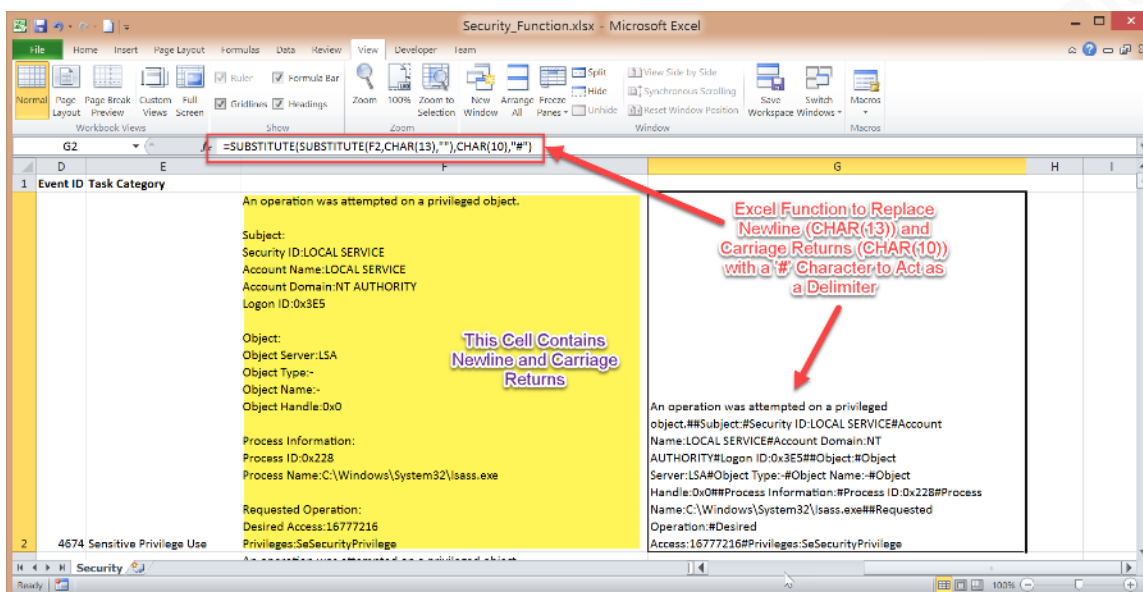 Security_Function.xlsx - Microsoft Excel
File Home Insert Page Layout Formulas Data Review View Developer Team
Normal Page Layout Page Break Preview Custom Views Full Screen
Workbook Views
Ruler Formula Bar
Gridlines Headings
Show
Zoom 100% Zoom to Selection
Zoom
New Window Arrange All Freeze Panes
Split
Hide
Unhide
View Side by Side
Synchronous Scrolling
Reset Window Position
Save Workspace Switch Windows
Window
Macros
Macros
G2 fx =SUBSTITUTE(SUBSTITUTE(F2,CHAR(13),""),CHAR(10),"#")
D E F G H I
1 Event ID Task Category
An operation was attempted on a privileged object.
Subject:
Security ID:LOCAL SERVICE
Account Name:LOCAL SERVICE
Account Domain:NT AUTHORITY
Logon ID:0x3E5
Object:
Object Server:LSA
Object Type:-
Object Name:-
Object Handle:0x0
Process Information:
Process ID:0x228
Process Name:C:\Windows\System32\lsass.exe
Requested Operation:
Desired Access:16777216
2 4674 Sensitive Privilege Use Privileges:SeSecurityPrivilege
An operation was attempted on a privileged object.
This Cell Contains
Newline and Carriage
Returns
Excel Function to Replace
Newline (CHAR(13)) and
Carriage Returns (CHAR(10))
with a '#' Character to Act as
a Delimiter
An operation was attempted on a privileged
object.##Subject:#Security ID:LOCAL SERVICE#Account
Name:LOCAL SERVICE#Account Domain:NT
AUTHORITY#Logon ID:0x3E5##Object:#Object
Server:LSA#Object Type:-#Object Name:-#Object
Handle:0x0##Process Information:#Process ID:0x228#Process
Name:C:\Windows\System32\lsass.exe##Requested
Operation:#Desired
Access:16777216#Privileges:SeSecurityPrivilege
Security
Ready 100%